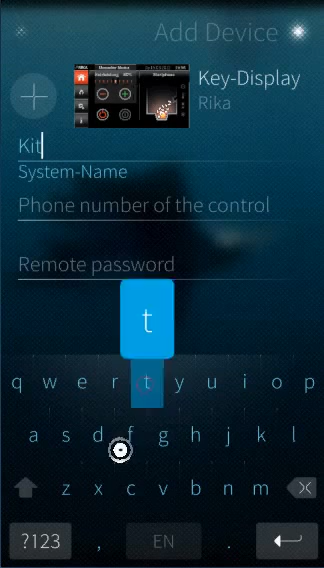 Add Device
Key-Display
Rika
Kit
System-Name
Phone number of the control
Remote password
t
q w e r t y u i o p
a s d f g h j k l
z x c v b n m
?123 , EN .